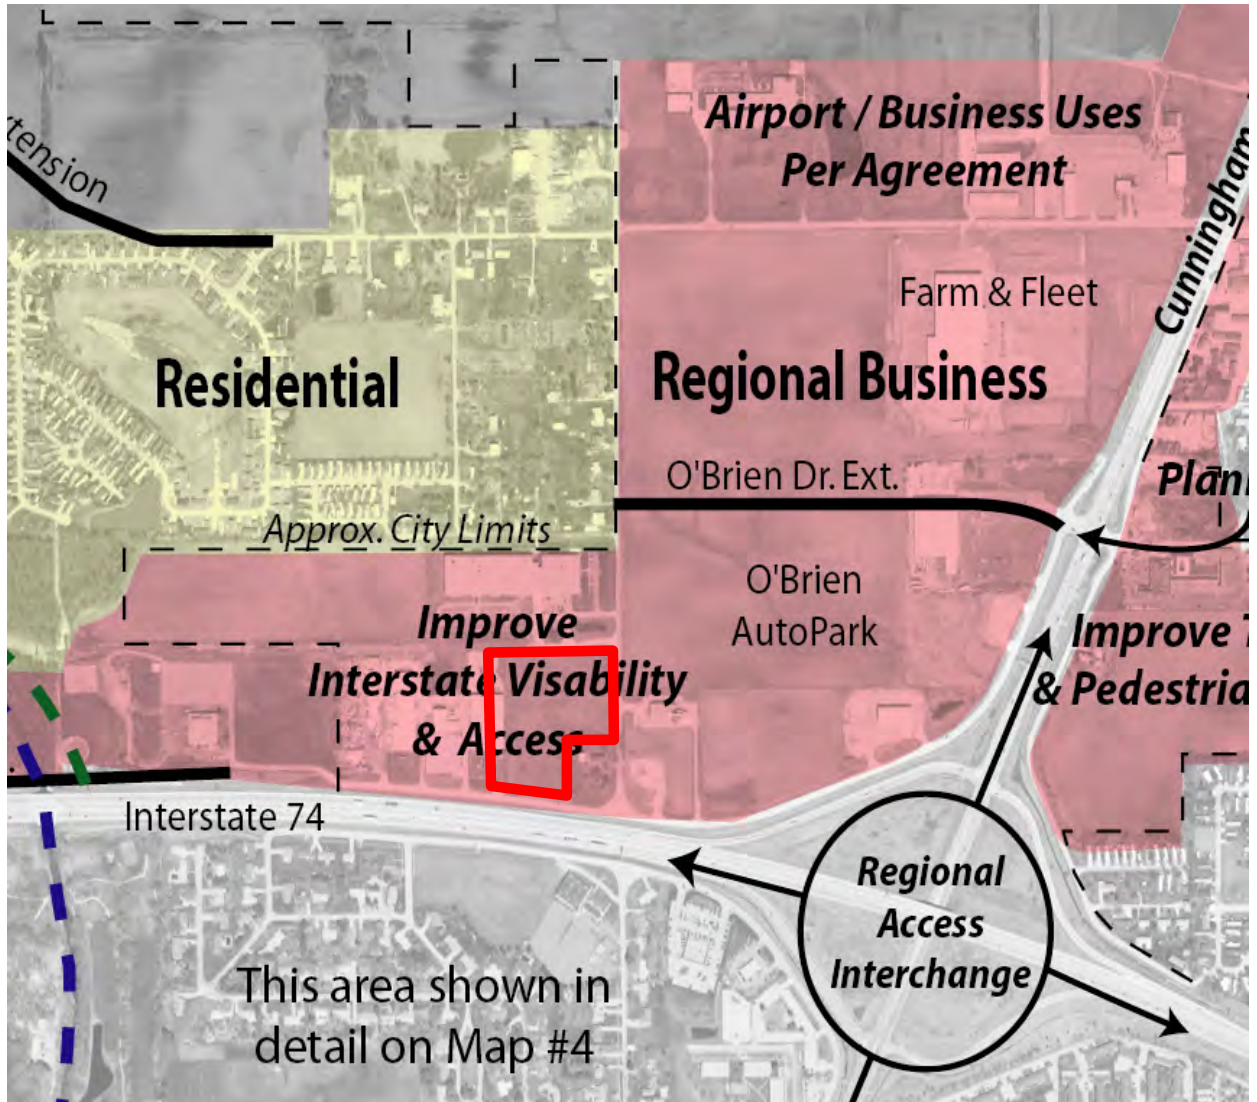 Airport / Business Uses
Per Agreement
tension
Cunningham
Farm & Fleet
Residential
Regional Business
O'Brien Dr. Ext.
Approx. City Limits
O'Brien
AutoPark
Improve
Interstate Visability
& Access
Improve
& Pedestria
Interstate 74
Regional
Access
Interchange
This area shown in
detail on Map #4